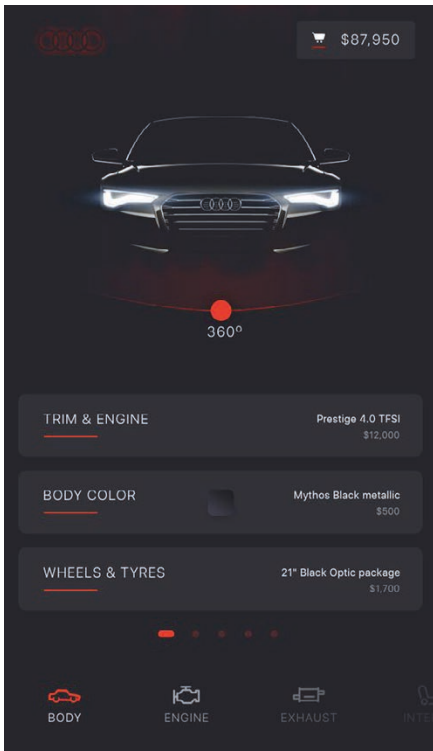 $87,950
360º
TRIM & ENGINE
Prestige 4.0 TFSI
$12,000
BODY COLOR
Mythos Black metallic
$500
WHEELS & TYRES
21" Black Optic package
$1,700
BODY
ENGINE
EXHAUST
INTE